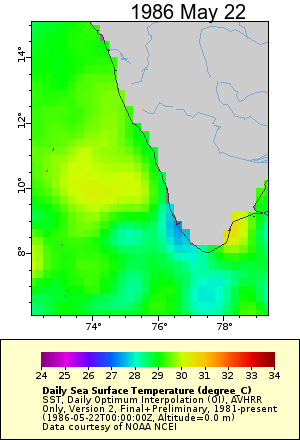 1986 May 22
14°
12°
10°
8°
74°
76°
78°
24 25 26 27 28 29 30 31 32 33 34
Daily Sea Surface Temperature (degree_C)
SST, Daily Optimum Interpolation (OI), AVHRR
Only, Version 2, Final+Preliminary, 1981-present
(1986-05-22T00:00:00Z, Altitude=0.0 m)
Data courtesy of NOAA NCEI